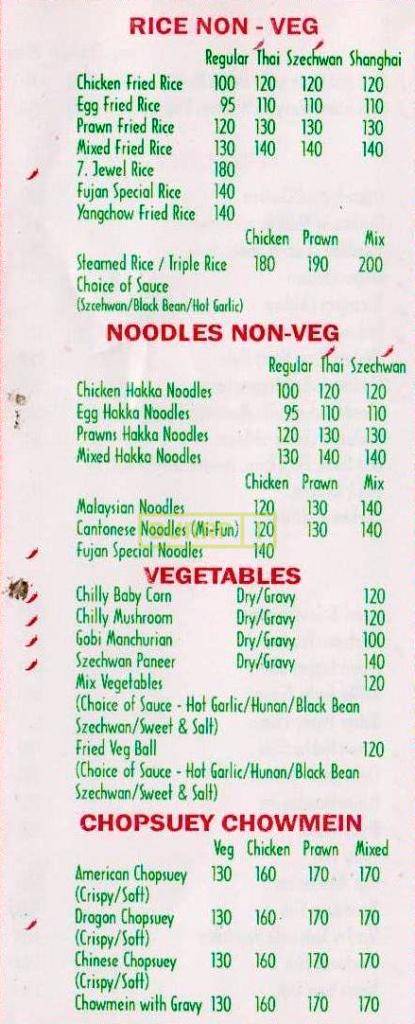 RICE NON - VEG
Regular Thai Szechwan Shanghai
Chicken Fried Rice 100 120 120 120
Egg Fried Rice 95 110 110 110
Prawn Fried Rice 120 130 130 130
Mixed Fried Rice 130 140 140 140
7. Jewel Rice 180
Fujan Special Rice 140
Yangchow Fried Rice 140
Chicken Prawn Mix
Steamed Rice / Triple Rice 180 190 200
Choice of Sauce
(Szcehwan/Black Bean/Hot Garlic)
NOODLES NON-VEG
Regular Thai Szechwan
Chicken Hakka Noodles 100 120 120
Egg Hakka Noodles 95 110 110
Prawns Hakka Noodles 120 130 130
Mixed Hakka Noodles 130 140 140
Chicken Prawn Mix
Malaysian Noodles 120 130 140
Cantonese Noodles (Mi-Fun) 120 130 140
Fujan Special Noodles 140
VEGETABLES
Chilly Baby Corn Dry/Gravy 120
Chilly Mushroom Dry/Gravy 120
Gobi Manchurian Dry/Gravy 100
Szechwan Paneer Dry/Gravy 140
Mix Vegetables 120
(Choice of Sauce - Hot Garlic/Hunan/Black Bean
Szechwan/Sweet & Salt)
Fried Veg Ball 120
(Choice of Sauce - Hot Garlic/Hunan/Black Bean
Szechwan/Sweet & Salt)
CHOPSUEY CHOWMEIN
Veg Chicken Prawn Mixed
American Chopsuey 130 160 170 170
(Crispy/Soft)
Dragon Chopsuey 130 160 170 170
(Crispy/Soft)
Chinese Chopsuey 130 160 170 170
(Crispy/Soft)
Chowmein with Gravy 130 160 170 170